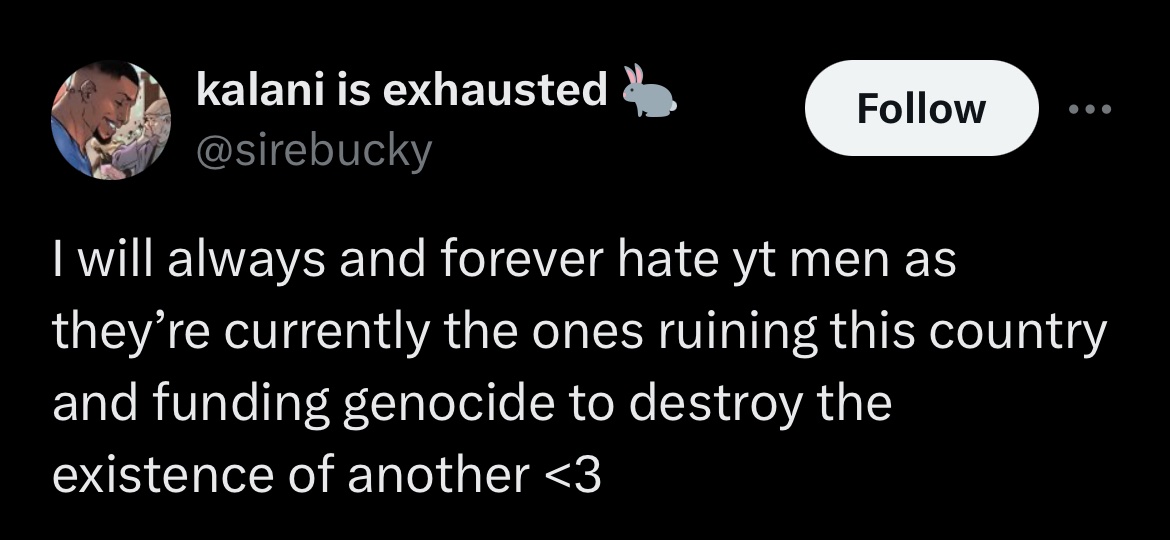 kalani is exhausted 🐇
@sirebucky
Follow
I will always and forever hate yt men as
they’re currently the ones ruining this country
and funding genocide to destroy the
existence of another <3